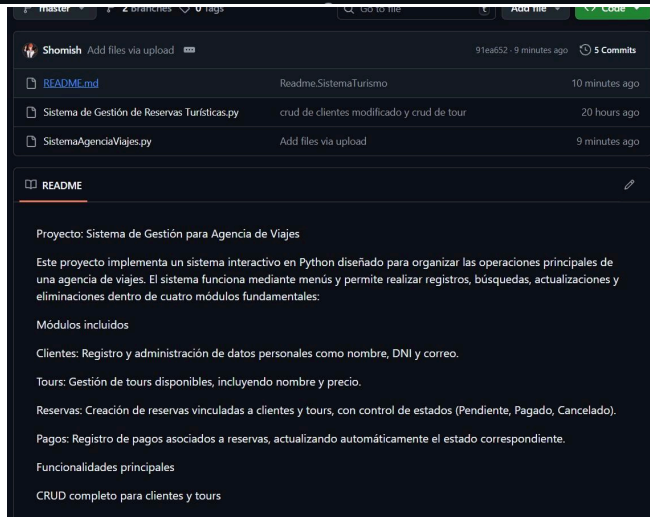 master 2 Branches 0 Tags Go to file t Add file Code
Shomish Add files via upload 91ea652 · 9 minutes ago 5 Commits
README.md Readme.SistemaTurismo 10 minutes ago
Sistema de Gestión de Reservas Turísticas.py crud de clientes modificado y crud de tour 20 hours ago
SistemaAgenciaViajes.py Add files via upload 9 minutes ago
README
Proyecto: Sistema de Gestión para Agencia de Viajes
Este proyecto implementa un sistema interactivo en Python diseñado para organizar las operaciones principales de
una agencia de viajes. El sistema funciona mediante menús y permite realizar registros, búsquedas, actualizaciones y
eliminaciones dentro de cuatro módulos fundamentales:
Módulos incluidos
Clientes: Registro y administración de datos personales como nombre, DNI y correo.
Tours: Gestión de tours disponibles, incluyendo nombre y precio.
Reservas: Creación de reservas vinculadas a clientes y tours, con control de estados (Pendiente, Pagado, Cancelado).
Pagos: Registro de pagos asociados a reservas, actualizando automáticamente el estado correspondiente.
Funcionalidades principales
CRUD completo para clientes y tours